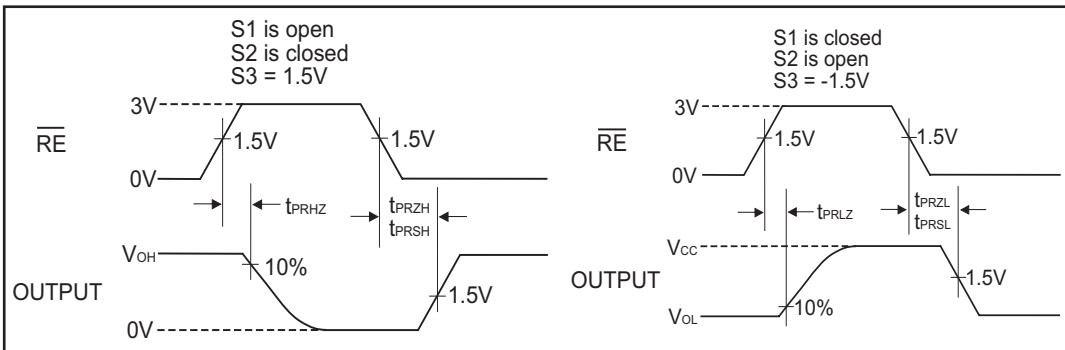 S1 is open
S2 is closed
S3 = 1.5V
3V
RE
1.5V
1.5V
0V
tPRHZ
tPRZH
tPRSH
VOH
10%
OUTPUT
1.5V
0V
S1 is closed
S2 is open
S3 = -1.5V
3V
RE
1.5V
1.5V
0V
tPRLZ
tPRZL
tPRSL
VCC
OUTPUT
1.5V
10%
VOL